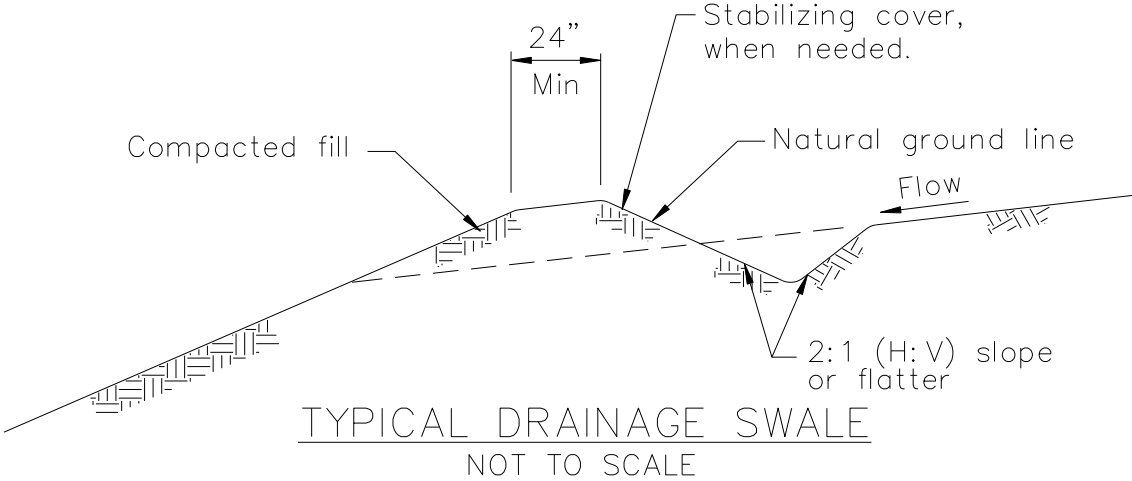 Stabilizing cover,
when needed.
24”
Min
Compacted fill
Natural ground line
Flow
2:1 (H:V) slope
or flatter
TYPICAL DRAINAGE SWALE
NOT TO SCALE